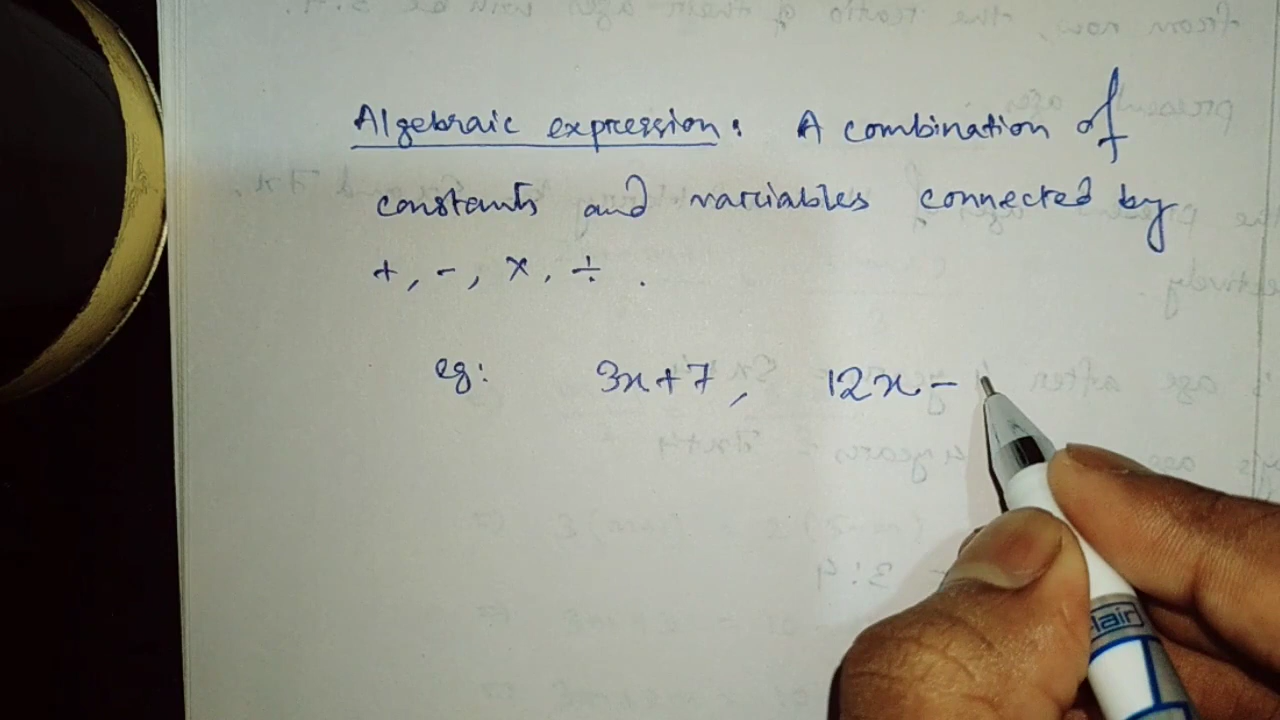 Algebraic expression: A combination of
constants and variables connected by
+, -, ×, ÷ .
eg: 3x+7, 12x -